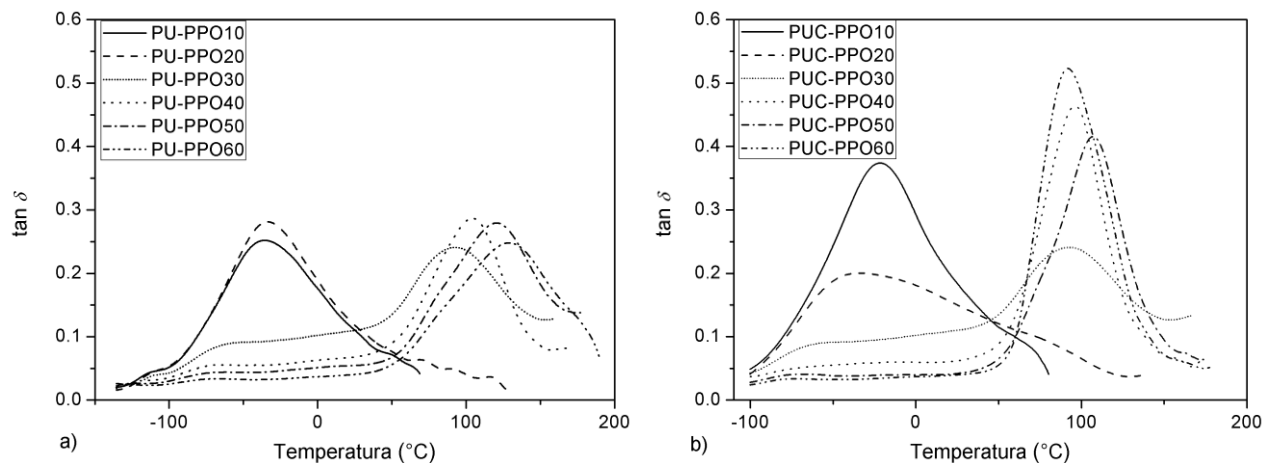 0.6
0.5
0.4
0.3
0.2
0.1
0.0
tan δ
PU-PPO10
PU-PPO20
PU-PPO30
PU-PPO40
PU-PPO50
PU-PPO60
-100
0
100
200
Temperatura (°C)
a)
0.6
0.5
0.4
0.3
0.2
0.1
0.0
tan δ
PUC-PPO10
PUC-PPO20
PUC-PPO30
PUC-PPO40
PUC-PPO50
PUC-PPO60
-100
0
100
200
Temperatura (°C)
b)